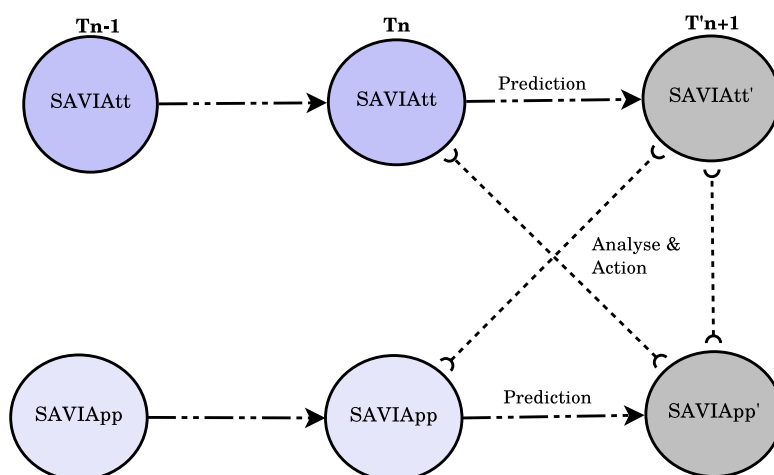 Tn-1
Tn
T'n+1
SAVIAtt
SAVIAtt
Prediction
SAVIAtt'
Analyse &
Action
SAVIApp
SAVIApp
Prediction
SAVIApp'